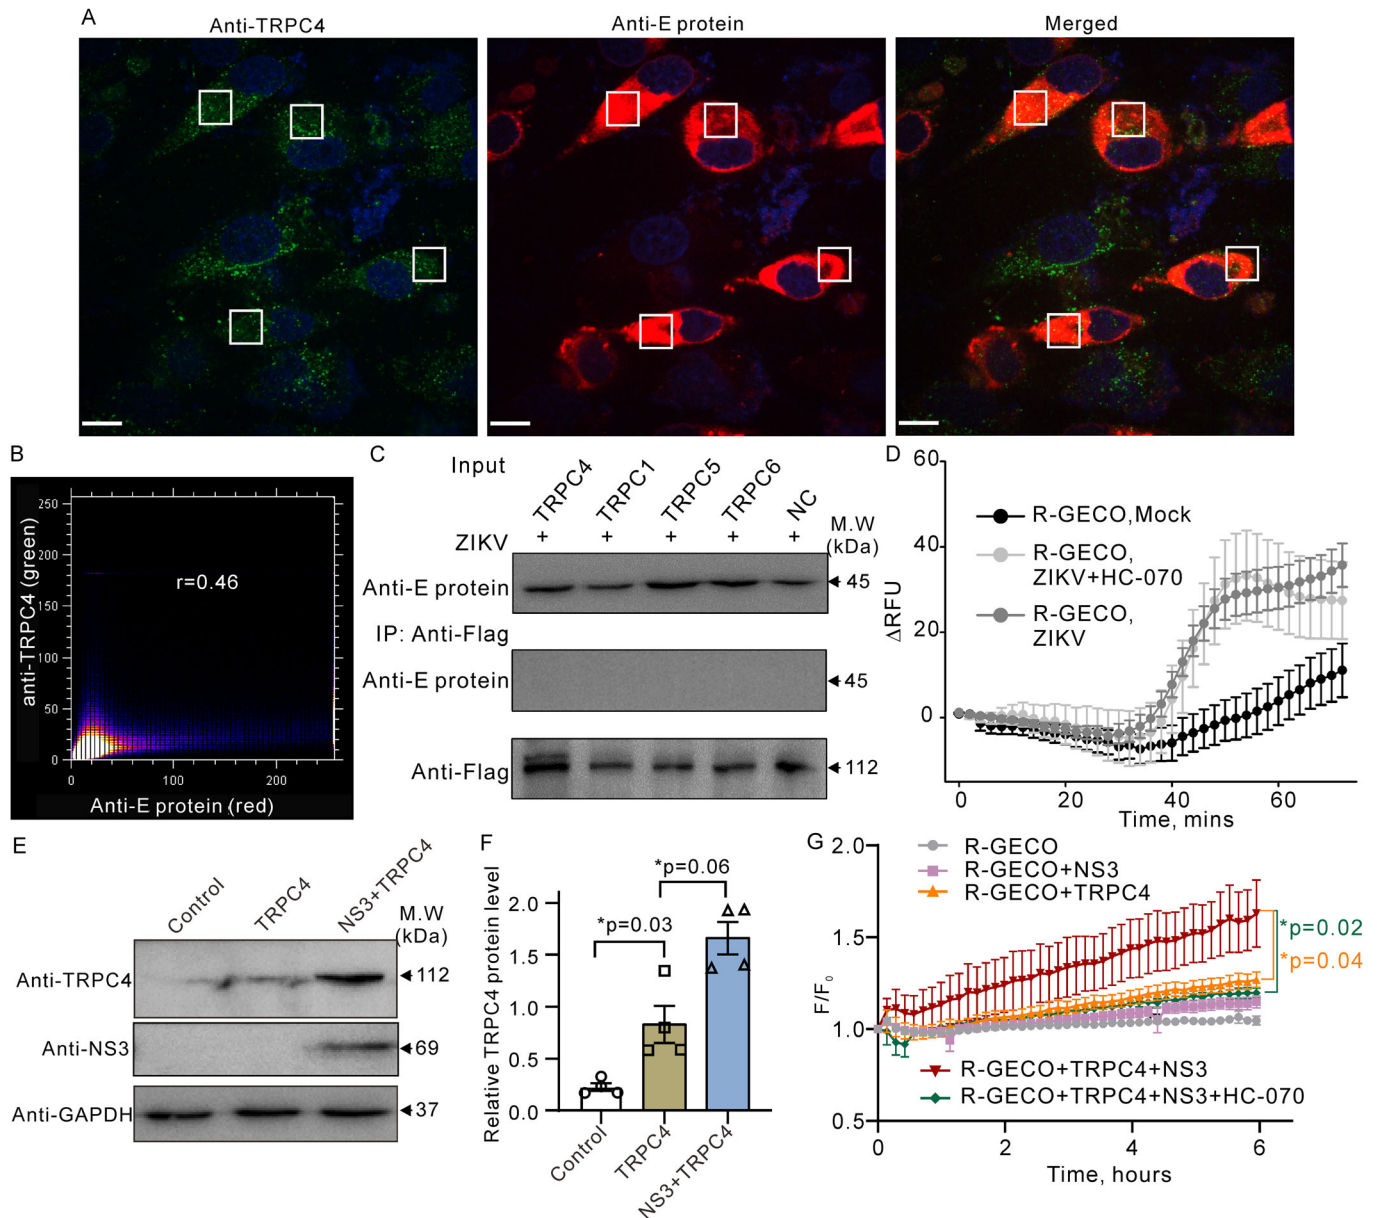 A
Anti-TRPC4
Anti-E protein
Merged
B
250
200
150
100
50
0
anti-TRPC4 (green)
r=0.46
0
100
200
Anti-E protein (red)
C
Input
TRPC4
TRPC1
TRPC5
TRPC6
NC
M.W
(kDa)
ZIKV + + + + +
Anti-E protein
45
IP: Anti-Flag
Anti-E protein
45
Anti-Flag
112
D
60
40
20
0
ΔRFU
R-GECO,Mock
R-GECO,
ZIKV+HC-070
R-GECO,
ZIKV
0
20
40
60
Time, mins
E
Control
TRPC4
NS3+TRPC4
M.W
(kDa)
Anti-TRPC4
112
Anti-NS3
69
Anti-GAPDH
37
F
Relative TRPC4 protein level
2.0
1.5
1.0
0.5
0.0
*p=0.03
*p=0.06
Control
TRPC4
NS3+TRPC4
G
2.0
1.5
1.0
0.5
F/F0
R-GECO
R-GECO+NS3
R-GECO+TRPC4
*p=0.02
*p=0.04
R-GECO+TRPC4+NS3
R-GECO+TRPC4+NS3+HC-070
0
2
4
6
Time, hours